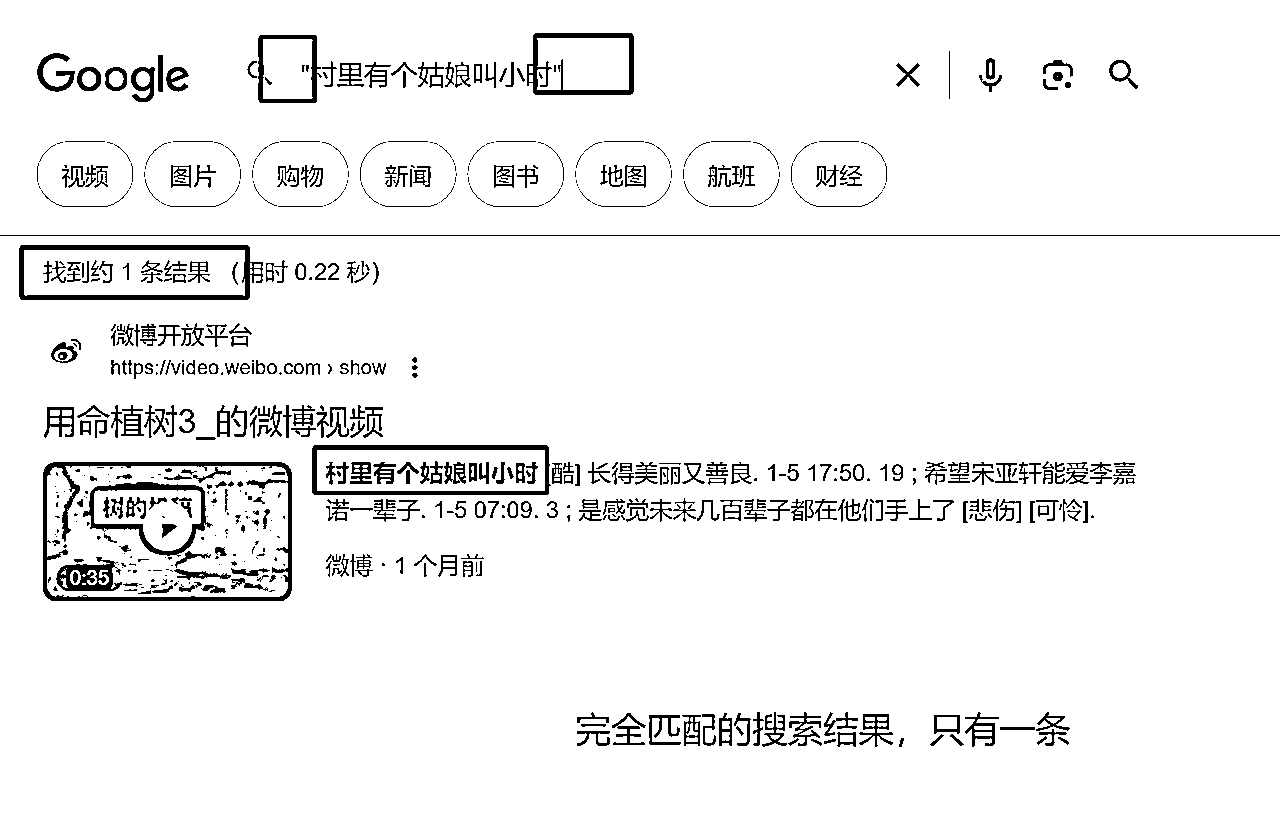 Google "村里有个姑娘叫小时"
视频 图片 购物 新闻 图书 地图 航班 财经
找到约 1 条结果 (用时 0.22 秒)
微博开放平台
https://video.weibo.com › show
用命植树3_的微博视频
村里有个姑娘叫小时 [酷] 长得美丽又善良. 1-5 17:50. 19 ; 希望宋亚轩能爱李嘉
诺一辈子. 1-5 07:09. 3 ; 是感觉未来几百辈子都在他们手上了 [悲伤] [可怜].
树的
0:35
微博 · 1 个月前
完全匹配的搜索结果，只有一条